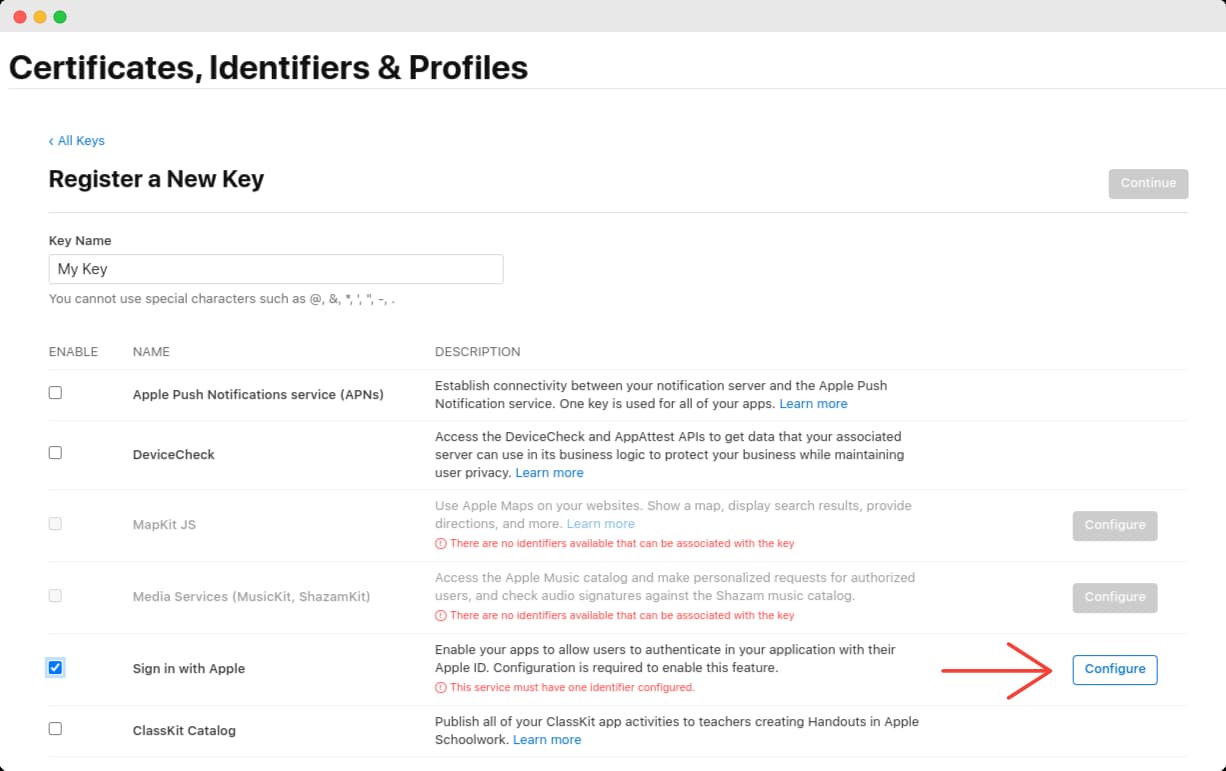 Certificates, Identifiers & Profiles
‹ All Keys
Register a New Key
Continue
Key Name
My Key
You cannot use special characters such as @, &, *, ', ", -, .
ENABLE NAME DESCRIPTION
Apple Push Notifications service (APNs)
Establish connectivity between your notification server and the Apple Push
Notification service. One key is used for all of your apps. Learn more
DeviceCheck
Access the DeviceCheck and AppAttest APIs to get data that your associated
server can use in its business logic to protect your business while maintaining
user privacy. Learn more
MapKit JS
Use Apple Maps on your websites. Show a map, display search results, provide
directions, and more. Learn more
There are no identifiers available that can be associated with the key
Configure
Media Services (MusicKit, ShazamKit)
Access the Apple Music catalog and make personalized requests for authorized
users, and check audio signatures against the Shazam music catalog.
There are no identifiers available that can be associated with the key
Configure
Sign in with Apple
Enable your apps to allow users to authenticate in your application with their
Apple ID. Configuration is required to enable this feature.
This service must have one identifier configured.
Configure
ClassKit Catalog
Publish all of your ClassKit app activities to teachers creating Handouts in Apple
Schoolwork. Learn more